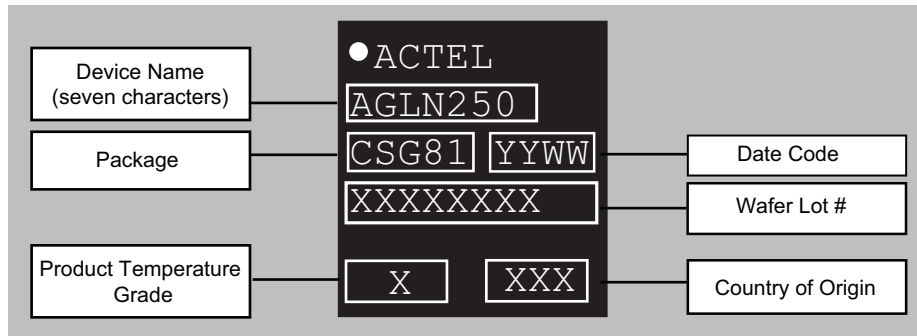 ACTEL
Device Name
(seven characters)
AGLN250
Package
CSG81 YYWW
Date Code
XXXXXXXX
Wafer Lot #
Product Temperature
Grade
X
XXX
Country of Origin